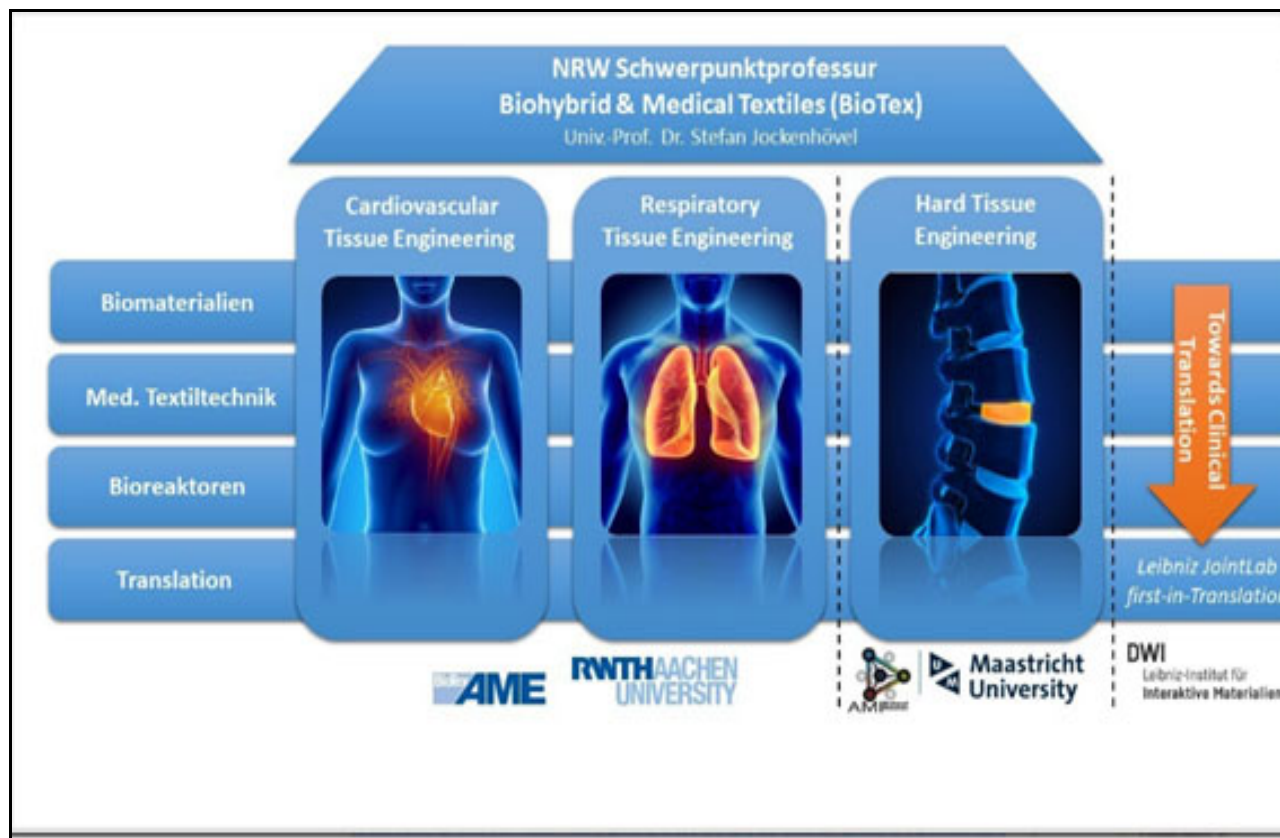 NRW Schwerpunktprofessur
Biohybrid & Medical Textiles (BioTex)
Univ.-Prof. Dr. Stefan Jockenhövel
Cardiovascular
Tissue Engineering
Respiratory
Tissue Engineering
Hard Tissue
Engineering
Biomaterialien
Med. Textiltechnik
Bioreaktoren
Translation
Towards Clinical
Translation
Leibniz JointLab
first-in-Translation
AME
RWTH AACHEN
UNIVERSITY
AMI
UM
Maastricht
University
DWI
Leibniz-Institut für
Interaktive Materialien